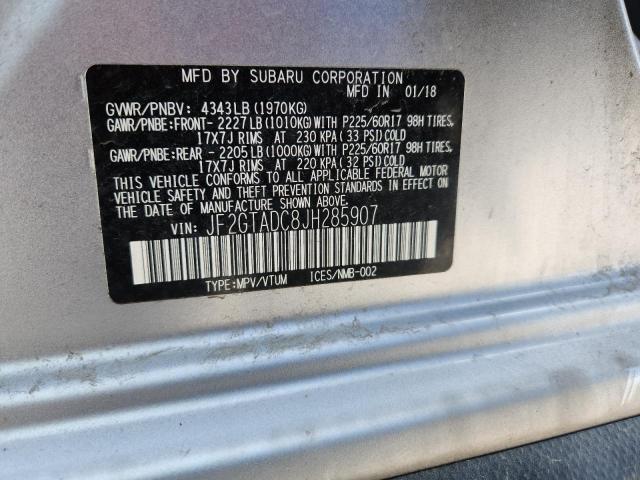 MFD BY SUBARU CORPORATION
MFD IN 01/18
GVWR/PNBV: 4343LB (1970KG)
GAWR/PNBE:FRONT- 2227LB (1010KG) WITH P225/60R17 98H TIRES,
17X7J RIMS AT 230 KPA (33 PSI) COLD
GAWR/PNBE:REAR - 2205LB (1000KG) WITH P225/60R17 98H TIRES,
17X7J RIMS AT 220 KPA (32 PSI) COLD
THIS VEHICLE CONFORMS TO ALL APPLICABLE FEDERAL MOTOR
VEHICLE SAFETY AND THEFT PREVENTION STANDARDS IN EFFECT
ON THE DATE OF MANUFACTURE SHOWN ABOVE.
VIN: JF2GTADC8JH285907
TYPE:MPV/VTUM ICES/NMB-002